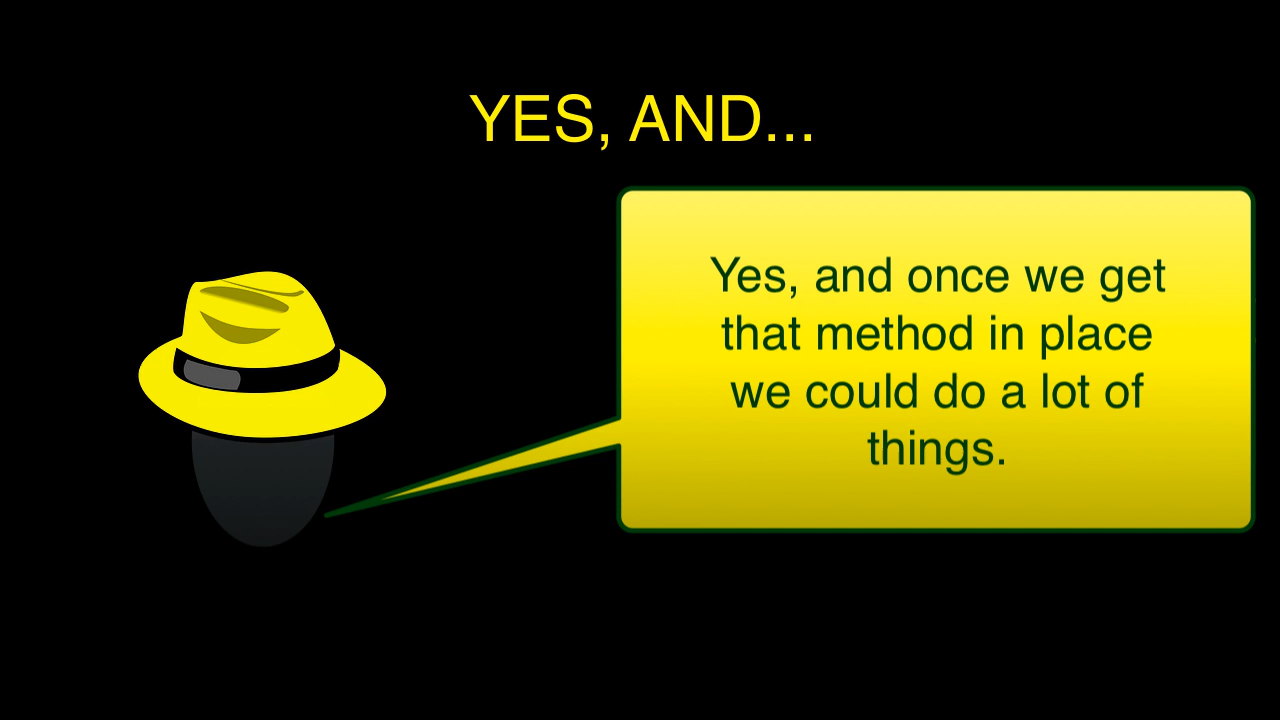 YES, AND...
Yes, and once we get
that method in place
we could do a lot of
things.